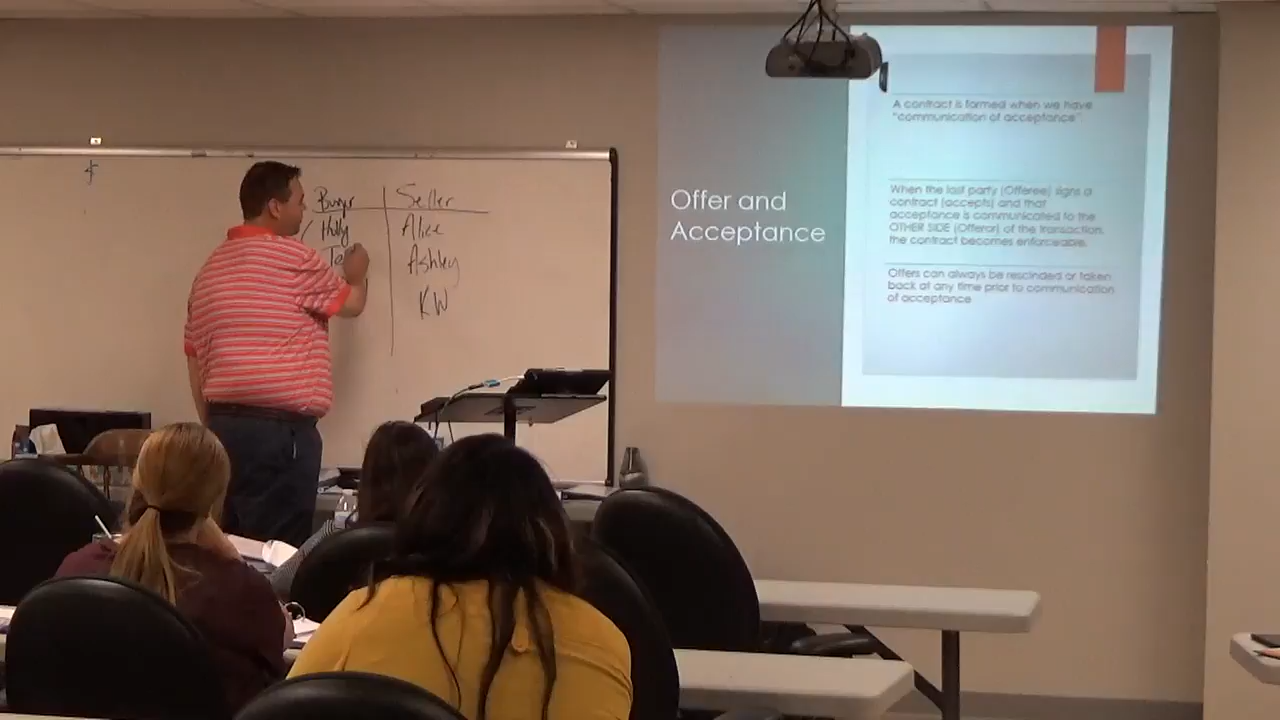 Buyer Seller
Holly Alice
Te Ashley
KW
Offer and
Acceptance
A contract is formed when we have
"communication of acceptance".
When the last party (Offeree) signs a
contract (accepts) and that
acceptance is communicated to the
OTHER SIDE (Offeror) of the transaction,
the contract becomes enforceable.
Offers can always be rescinded or taken
back at any time prior to communication
of acceptance